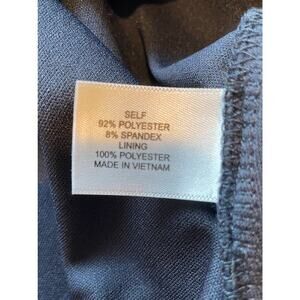 SELF
92% POLYESTER
8% SPANDEX
LINING
100% POLYESTER
MADE IN VIETNAM